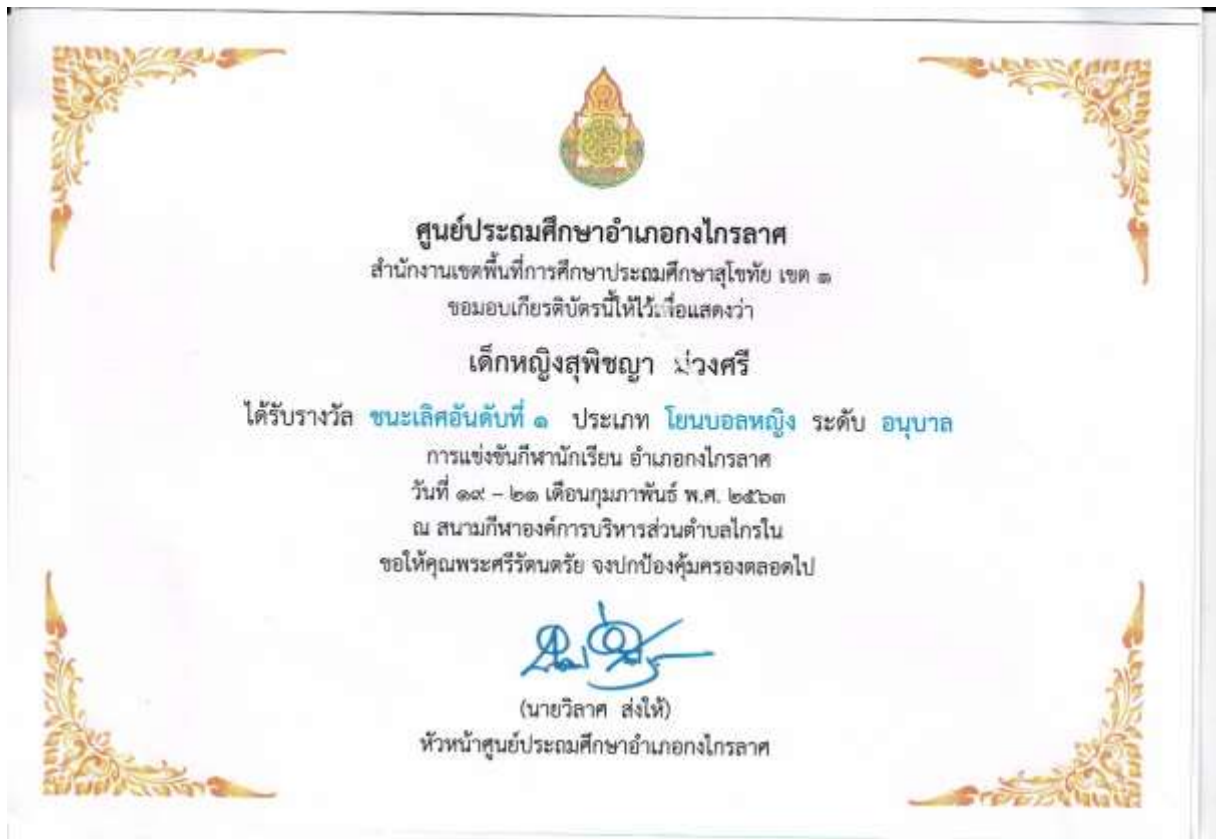 ศูนย์ประถมศึกษาอำเภอกงไกรลาศ
สำนักงานเขตพื้นที่การศึกษาประถมศึกษาสุโขทัย เขต ๑
ขอมอบเกียรติบัตรนี้ให้ไว้เพื่อแสดงว่า
เด็กหญิงสุพิชญา ม่วงศรี
ได้รับรางวัล ชนะเลิศอันดับที่ ๑ ประเภท โยนบอลหญิง ระดับ อนุบาล
การแข่งขันกีฬานักเรียน อำเภอกงไกรลาศ
วันที่ ๑๙ – ๒๑ เดือนกุมภาพันธ์ พ.ศ. ๒๕๖๓
ณ สนามกีฬาองค์การบริหารส่วนตำบลไกรใน
ขอให้คุณพระศรีรัตนตรัย จงปกป้องคุ้มครองตลอดไป
(นายวิลาศ ส่งให้)
หัวหน้าศูนย์ประถมศึกษาอำเภอกงไกรลาศ